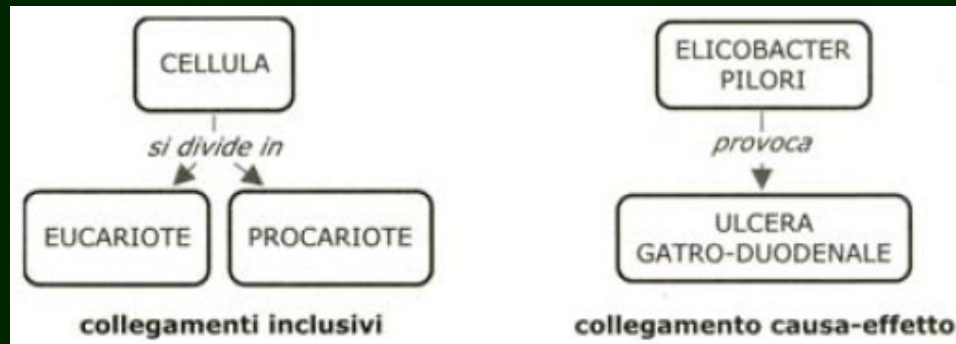 CELLULA
si divide in
EUCARIOTE
PROCARIOTE
collegamenti inclusivi
ELICOBACTER
PILORI
provoca
ULCERA
GATRO-DUODENALE
collegamento causa-effetto